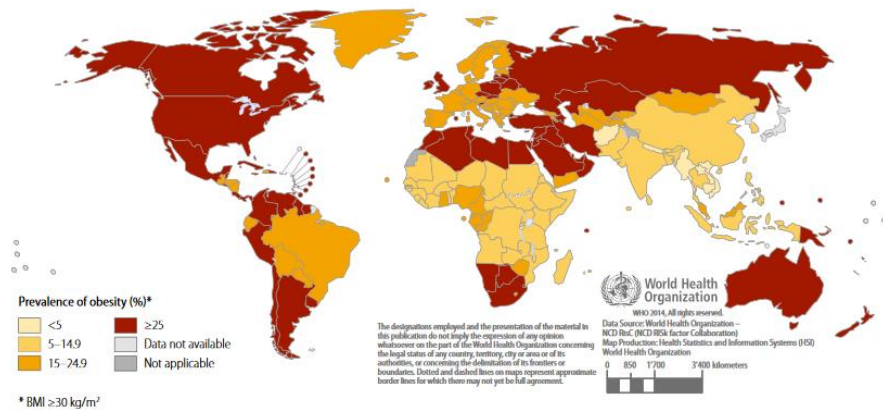 Prevalence of obesity (%)*
<5
5–14.9
15–24.9
≥25
Data not available
Not applicable
* BMI ≥30 kg/m²
The designations employed and the presentation of the material in
this publication do not imply the expression of any opinion
whatsoever on the part of the World Health Organization concerning
the legal status of any country, territory, city or area or of its
authorities, or concerning the delimitation of its frontiers or
boundaries. Dotted and dashed lines on maps represent approximate
border lines for which there may not yet be full agreement.
World Health
Organization
WHO 2014, All rights reserved.
Data Source: World Health Organization –
NCD RisC (NCD RISk factor Collaboration)
Map Production: Health Statistics and Information Systems (HSI)
World Health Organization
0 850 1'700 3'400 kilometers